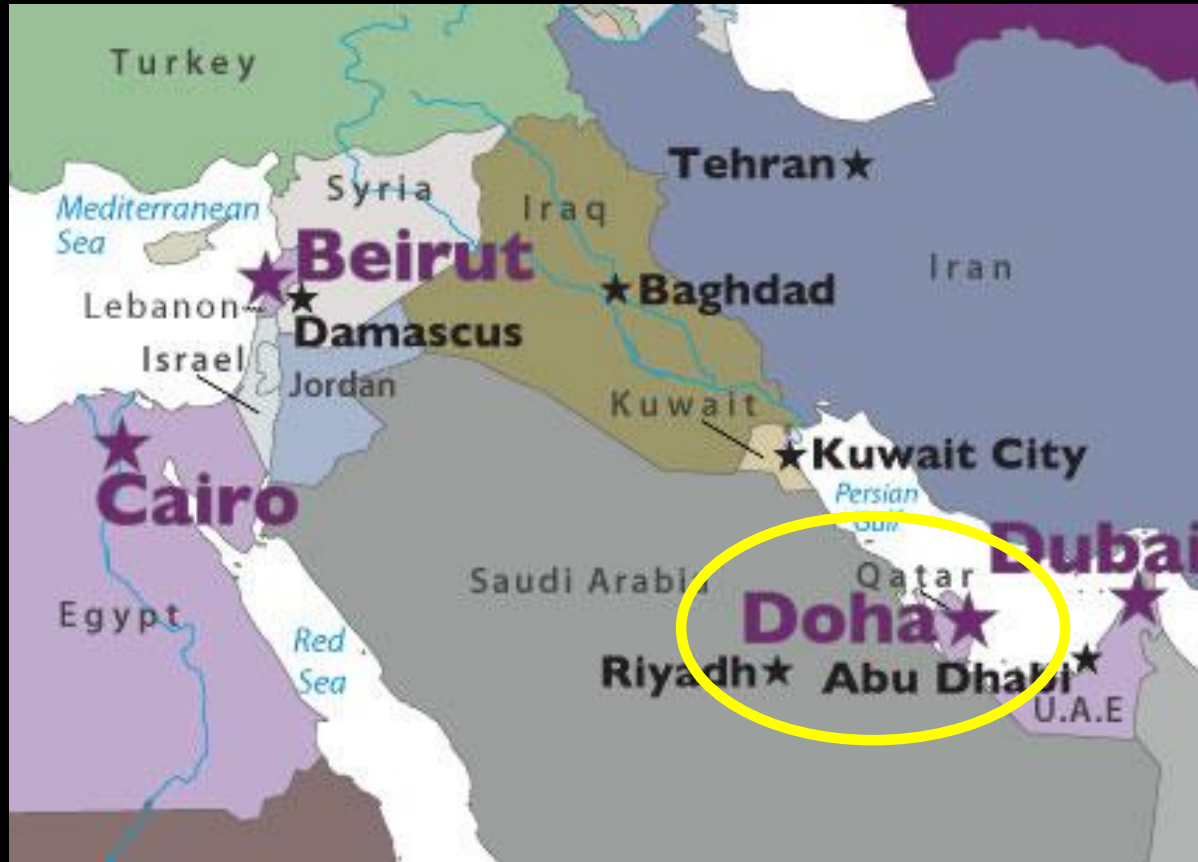 Turkey
Tehran
Syria
Iraq
Mediterranean
Sea
Beirut
Iran
Baghdad
Lebanon
Damascus
Israel
Jordan
Kuwait
Kuwait City
Cairo
Persian
Gulf
Dubai
Saudi Arabia
Qatar
Egypt
Doha
Red
Sea
Riyadh
Abu Dhabi
U.A.E